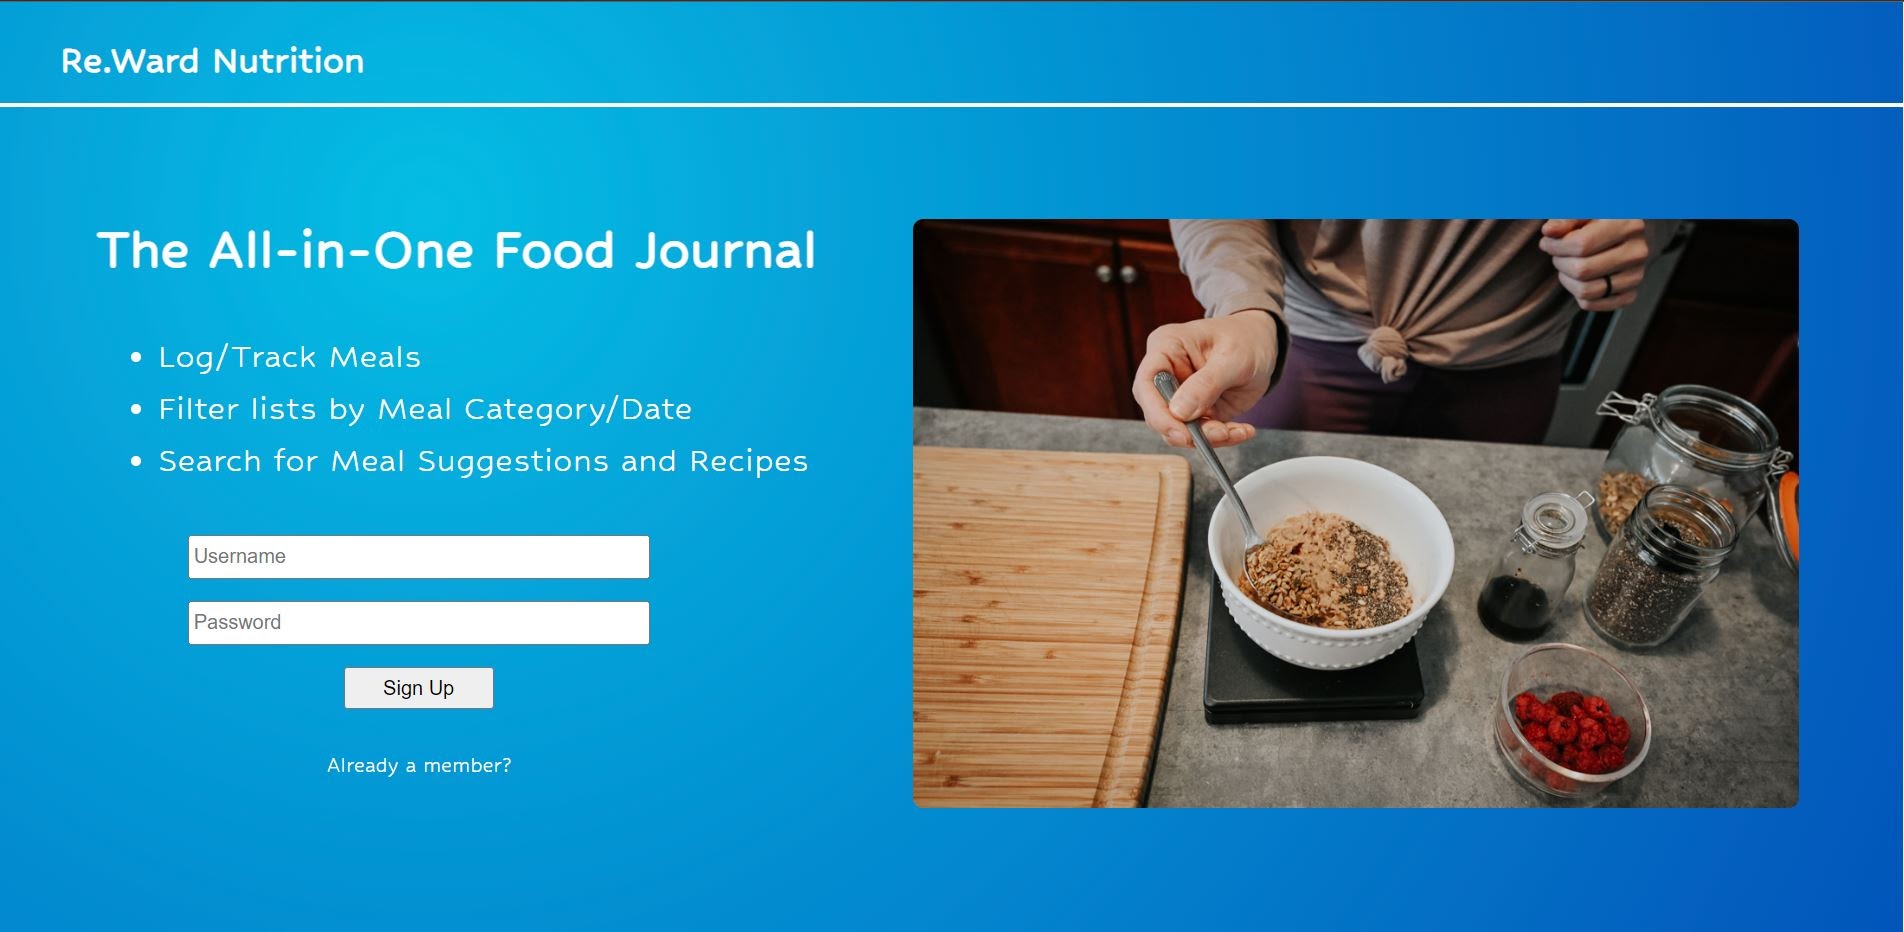 Re.Ward Nutrition
The All-in-One Food Journal
Log/Track Meals
Filter lists by Meal Category/Date
Search for Meal Suggestions and Recipes
Username
Password
Sign Up
Already a member?